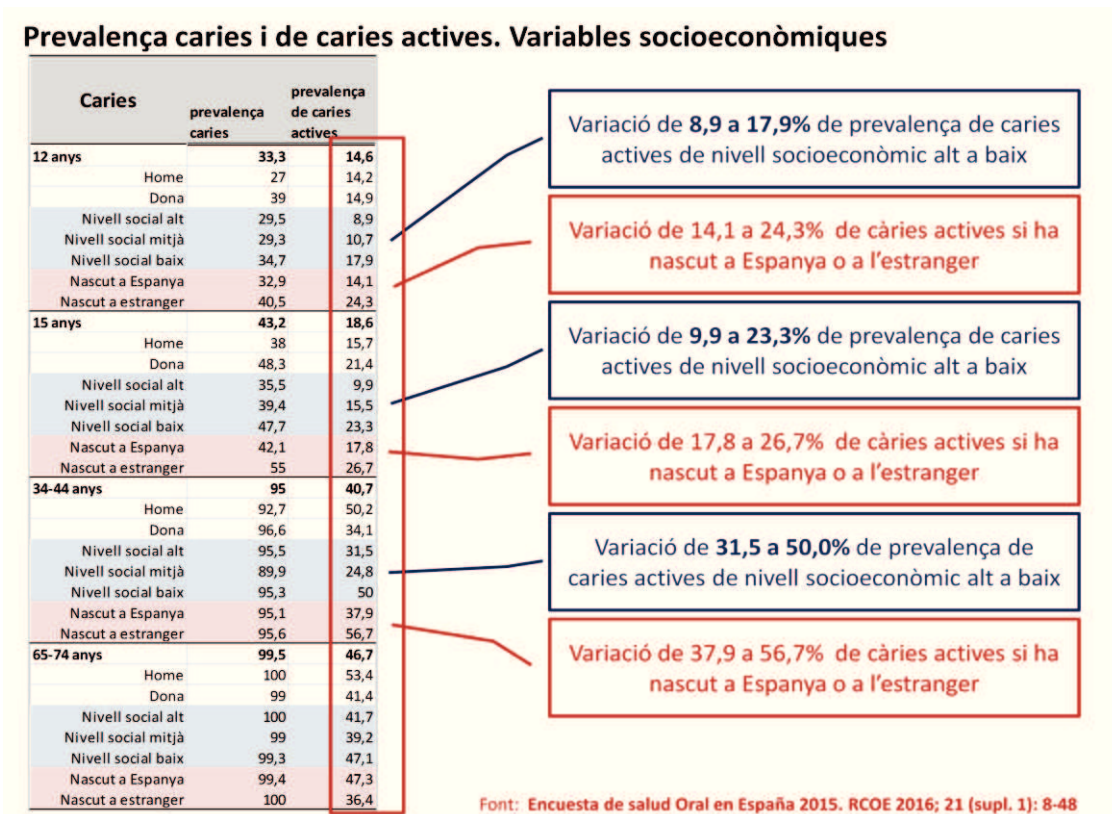 Prevalença caries i de caries actives. Variables socioeconòmiques
Caries prevalença caries prevalença de caries actives
12 anys 33,3 14,6
Home 27 14,2
Dona 39 14,9
Nivell social alt 29,5 8,9
Nivell social mitjà 29,3 10,7
Nivell social baix 34,7 17,9
Nascut a Espanya 32,9 14,1
Nascut a estranger 40,5 24,3
15 anys 43,2 18,6
Home 38 15,7
Dona 48,3 21,4
Nivell social alt 35,5 9,9
Nivell social mitjà 39,4 15,5
Nivell social baix 47,7 23,3
Nascut a Espanya 42,1 17,8
Nascut a estranger 55 26,7
34-44 anys 95 40,7
Home 92,7 50,2
Dona 96,6 34,1
Nivell social alt 95,5 31,5
Nivell social mitjà 89,9 24,8
Nivell social baix 95,3 50
Nascut a Espanya 95,1 37,9
Nascut a estranger 95,6 56,7
65-74 anys 99,5 46,7
Home 100 53,4
Dona 99 41,4
Nivell social alt 100 41,7
Nivell social mitjà 99 39,2
Nivell social baix 99,3 47,1
Nascut a Espanya 99,4 47,3
Nascut a estranger 100 36,4
Variació de 8,9 a 17,9% de prevalença de caries
actives de nivell socioeconòmic alt a baix
Variació de 14,1 a 24,3% de càries actives si ha
nascut a Espanya o a l'estranger
Variació de 9,9 a 23,3% de prevalença de caries
actives de nivell socioeconòmic alt a baix
Variació de 17,8 a 26,7% de càries actives si ha
nascut a Espanya o a l'estranger
Variació de 31,5 a 50,0% de prevalença de
caries actives de nivell socioeconòmic alt a baix
Variació de 37,9 a 56,7% de càries actives si ha
nascut a Espanya o a l'estranger
Font: Encuesta de salud Oral en España 2015. RCOE 2016; 21 (supl. 1): 8-48